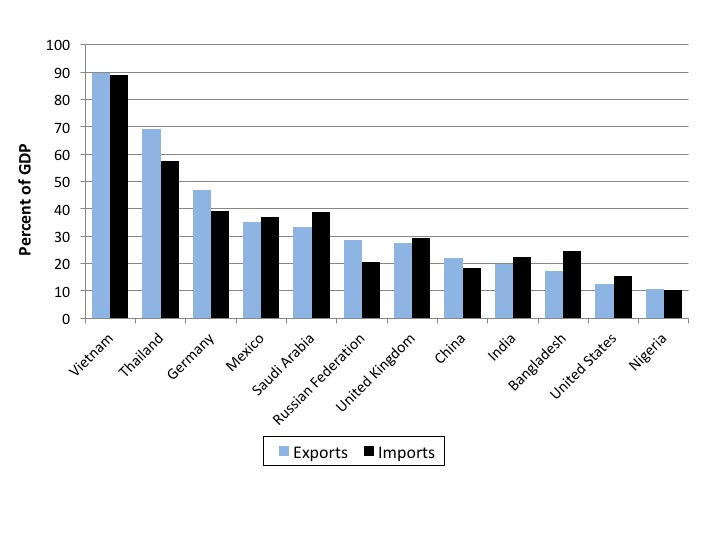 100
90
80
70
60
50
40
30
20
10
0
Percent of GDP
Vietnam
Thailand
Germany
Mexico
Saudi Arabia
Russian Federation
United Kingdom
China
India
Bangladesh
United States
Nigeria
Exports Imports